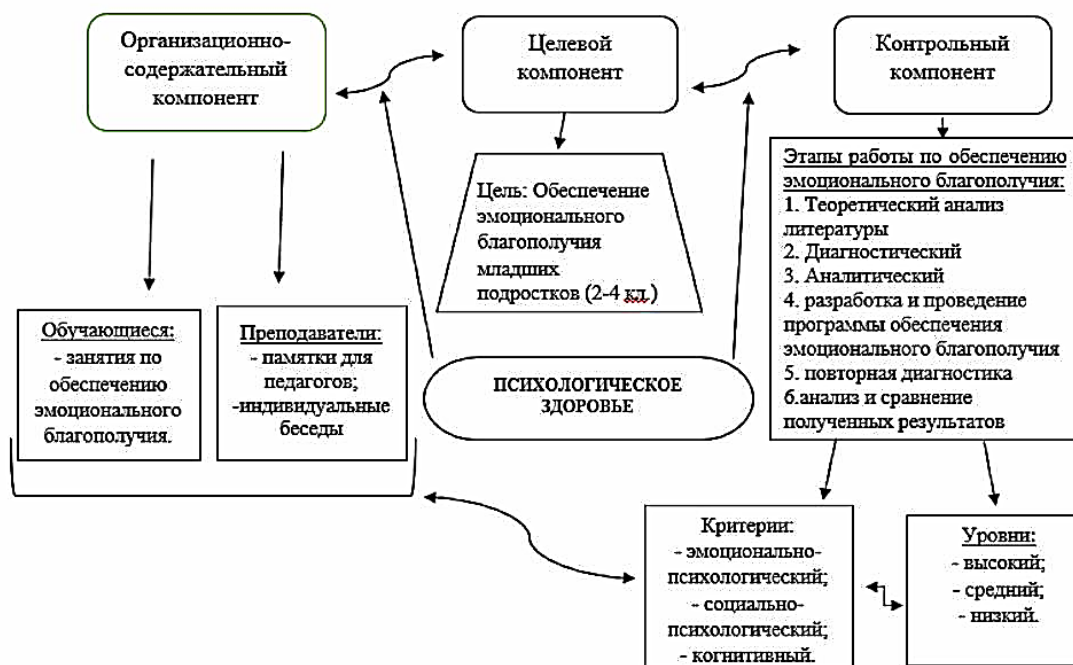 Организационно-
содержательный
компонент
Целевой
компонент
Контрольный
компонент
Цель: Обеспечение
эмоционального
благополучия
младших
подростков (2-4 кл.)
Этапы работы по обеспечению
эмоционального благополучия:
1. Теоретический анализ
литературы
2. Диагностический
3. Аналитический
4. разработка и проведение
программы обеспечения
эмоционального благополучия
5. повторная диагностика
6.анализ и сравнение
полученных результатов
Обучающиеся:
- занятия по
обеспечению
эмоционального
благополучия.
Преподаватели:
- памятки для
педагогов;
-индивидуальные
беседы
ПСИХОЛОГИЧЕСКОЕ
ЗДОРОВЬЕ
Критерии:
- эмоционально-
психологический;
- социально-
психологический;
- когнитивный.
Уровни:
- высокий;
- средний;
- низкий.